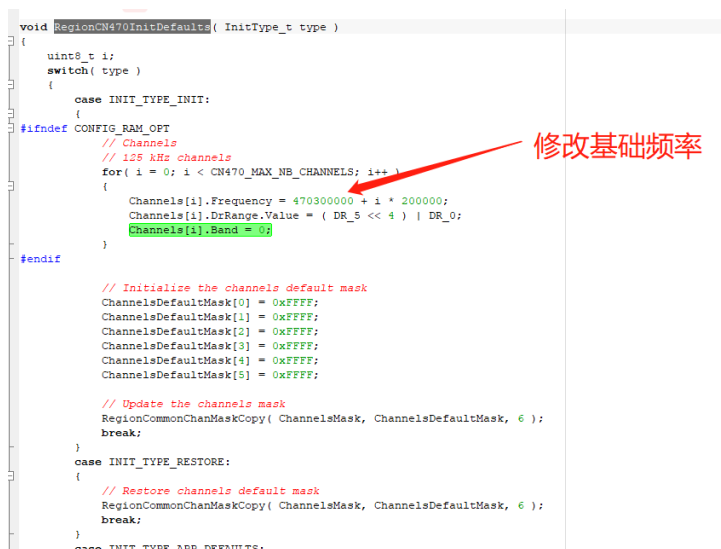 void RegionCN470InitDefaults( InitType_t type )
{
uint8_t i;
switch( type )
{
case INIT_TYPE_INIT:
{
#ifndef CONFIG_RAM_OPT
// Channels
// 125 kHz channels
for( i = 0; i < CN470_MAX_NB_CHANNELS; i++ )
{
Channels[i].Frequency = 470300000 + i * 200000;
Channels[i].DrRange.Value = ( DR_5 << 4 ) | DR_0;
Channels[i].Band = 0;
}
#endif
修改基础频率
// Initialize the channels default mask
ChannelsDefaultMask[0] = 0xFFFF;
ChannelsDefaultMask[1] = 0xFFFF;
ChannelsDefaultMask[2] = 0xFFFF;
ChannelsDefaultMask[3] = 0xFFFF;
ChannelsDefaultMask[4] = 0xFFFF;
ChannelsDefaultMask[5] = 0xFFFF;
// Update the channels mask
RegionCommonChanMaskCopy( ChannelsMask, ChannelsDefaultMask, 6 );
break;
}
case INIT_TYPE_RESTORE:
{
// Restore channels default mask
RegionCommonChanMaskCopy( ChannelsMask, ChannelsDefaultMask, 6 );
break;
}
case INIT_TYPE_APP_DEFAULTS: